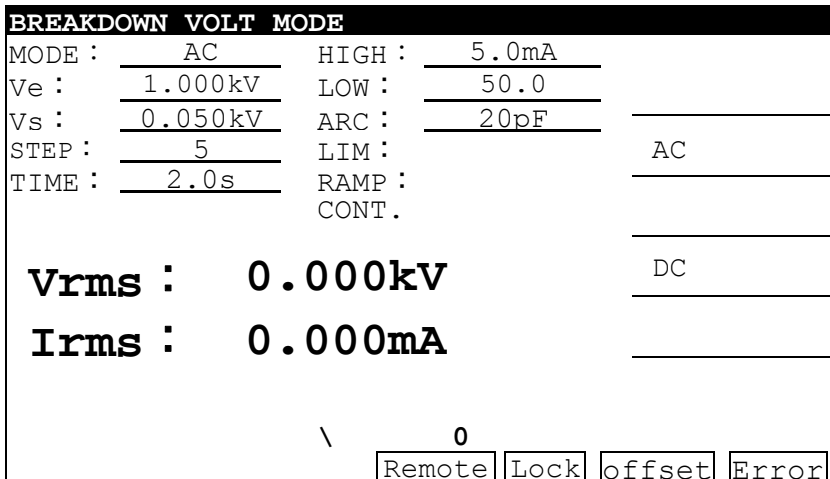 BREAKDOWN VOLT MODE
MODE： AC HIGH： 5.0mA
Ve： 1.000kV LOW： 50.0
Vs： 0.050kV ARC： 20pF
STEP： 5 LIM： AC
TIME： 2.0s RAMP：
CONT.
Vrms： 0.000kV DC
Irms： 0.000mA
\ 0
Remote Lock offset Error